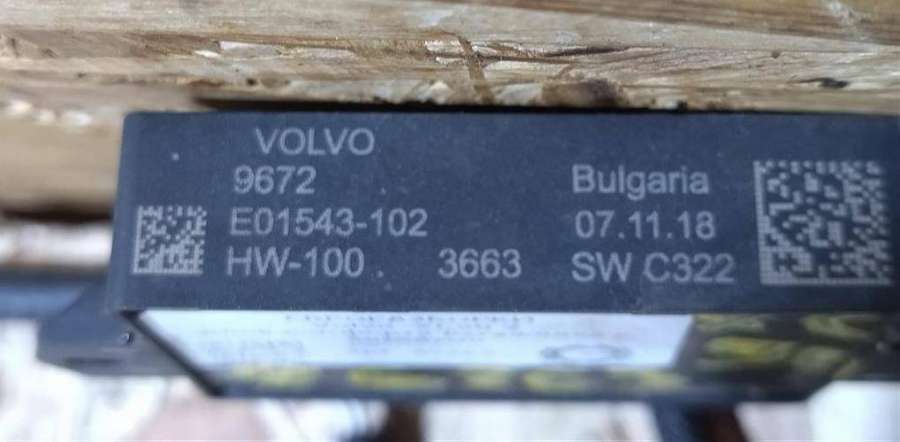 VOLVO
9672
E01543-102
HW-100 3663
Bulgaria
07.11.18
SW C322